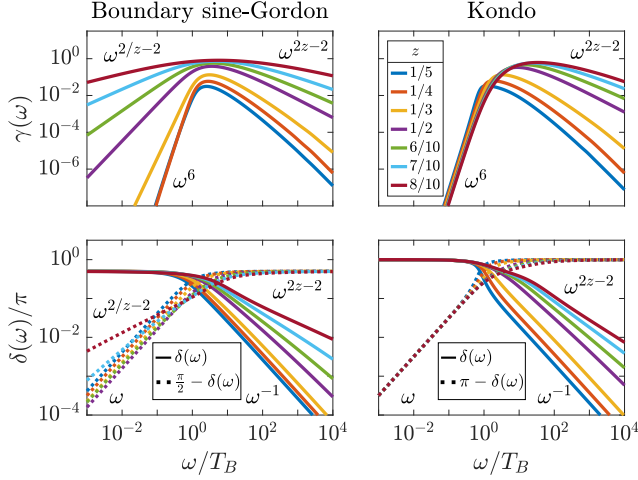 Boundary sine-Gordon
Kondo
γ(ω)
10^0
10^-2
10^-4
10^-6
ω^{2/z−2}
ω^{2z−2}
ω^6
ω^{2z−2}
z
1/5
1/4
1/3
1/2
6/10
7/10
8/10
ω^6
δ(ω)/π
10^0
10^-2
10^-4
ω^{2/z−2}
ω^{2z−2}
δ(ω)
π/2 − δ(ω)
ω
ω^{−1}
10^-2
10^0
10^2
10^4
ω/T_B
ω^{2z−2}
δ(ω)
π − δ(ω)
ω
ω^{−1}
10^-2
10^0
10^2
10^4
ω/T_B